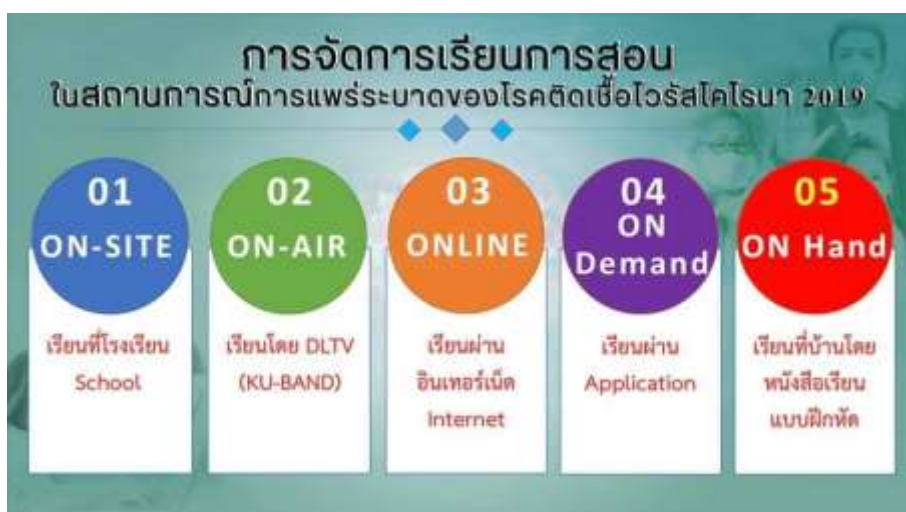 การจัดการเรียนการสอน
ในสถานการณ์การแพร่ระบาดของโรคติดเชื้อไวรัสโคโรนา 2019
01
ON-SITE
เรียนที่โรงเรียน
School
02
ON-AIR
เรียนโดย DLTV
(KU-BAND)
03
ONLINE
เรียนผ่าน
อินเทอร์เน็ต
Internet
04
ON
Demand
เรียนผ่าน
Application
05
ON Hand
เรียนที่บ้านโดย
หนังสือเรียน
แบบฝึกหัด